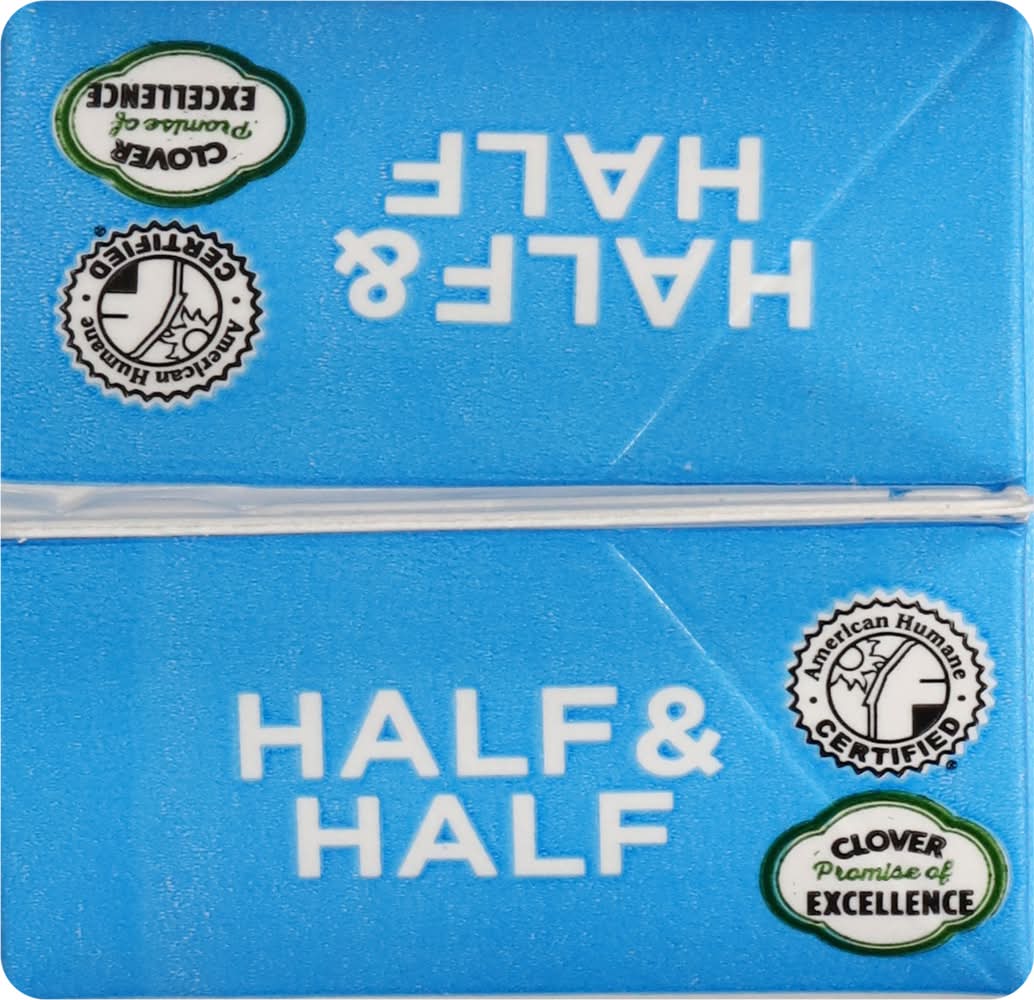 CLOVER
Promise of
EXCELLENCE
American Humane
CERTIFIED®
HALF &
HALF
HALF &
HALF
American Humane
CERTIFIED®
CLOVER
Promise of
EXCELLENCE